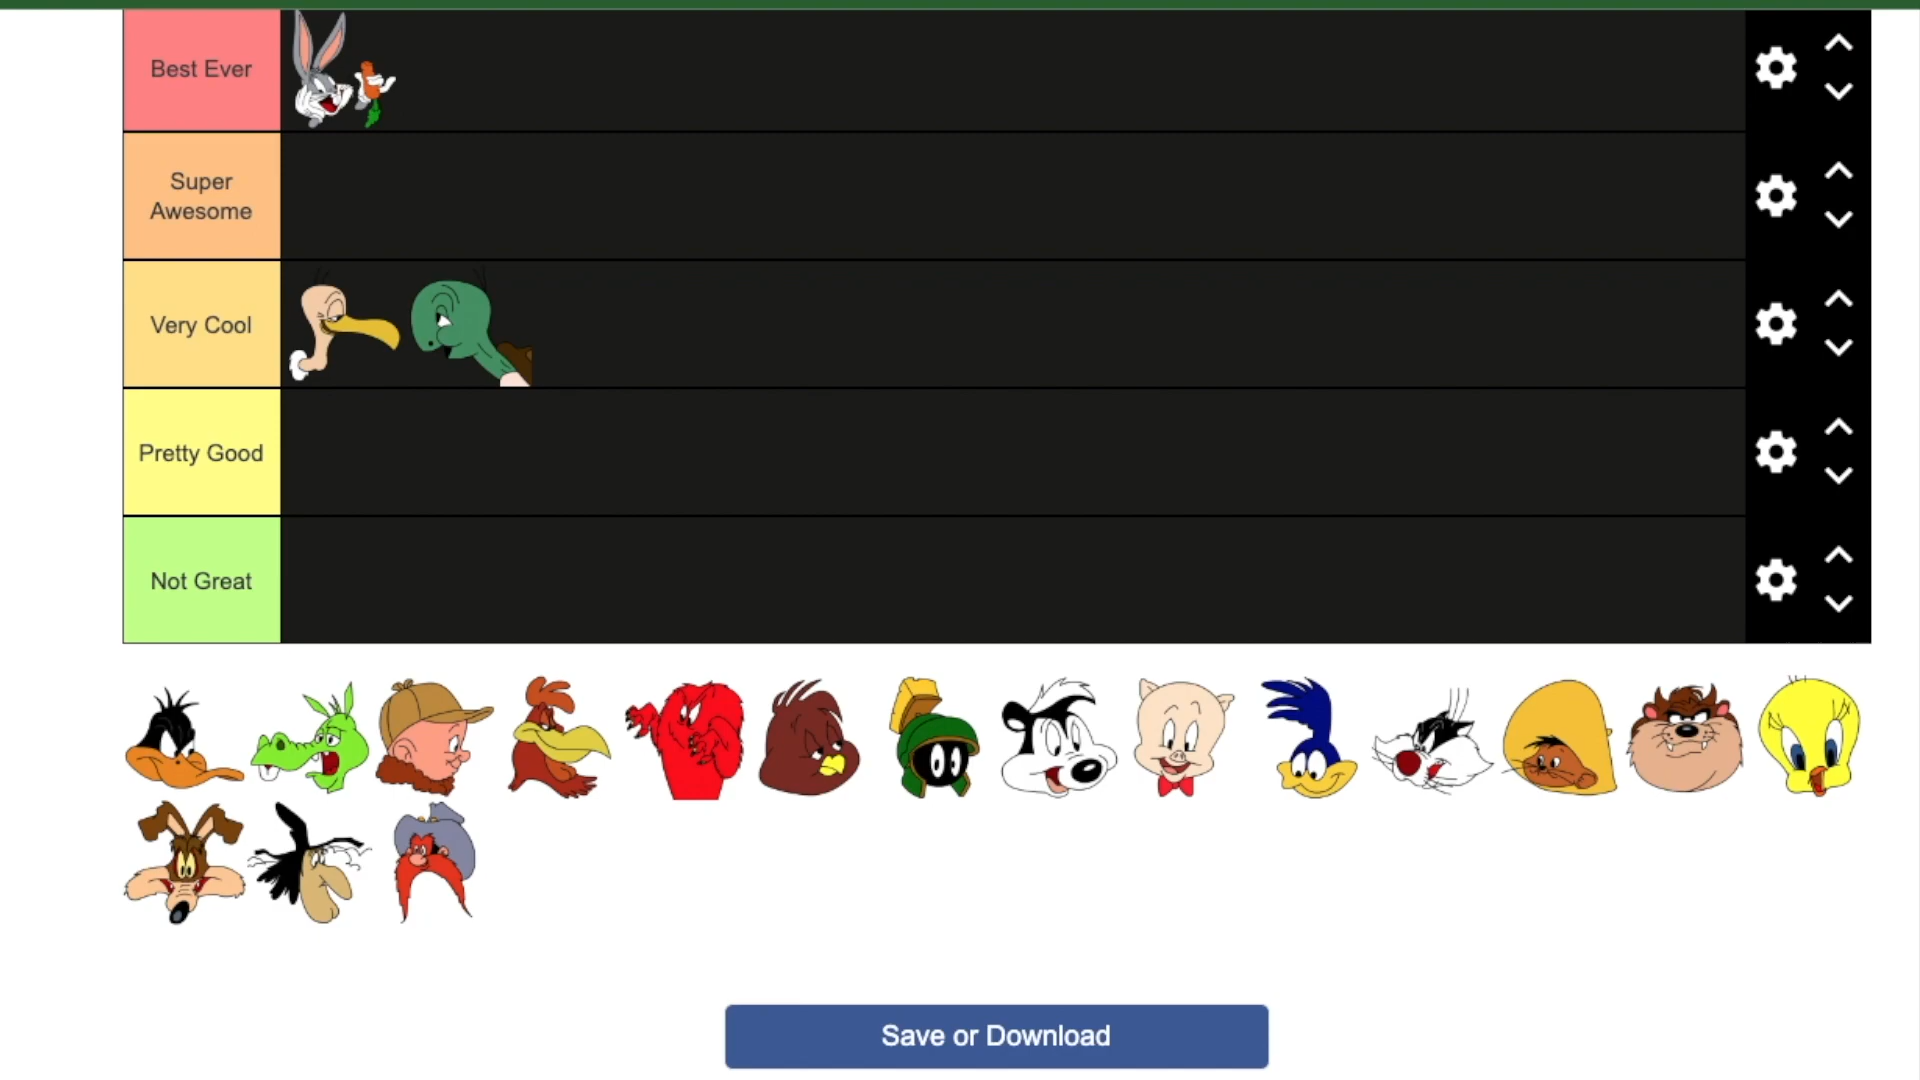 Best Ever
Super
Awesome
Very Cool
Pretty Good
Not Great
Save or Download